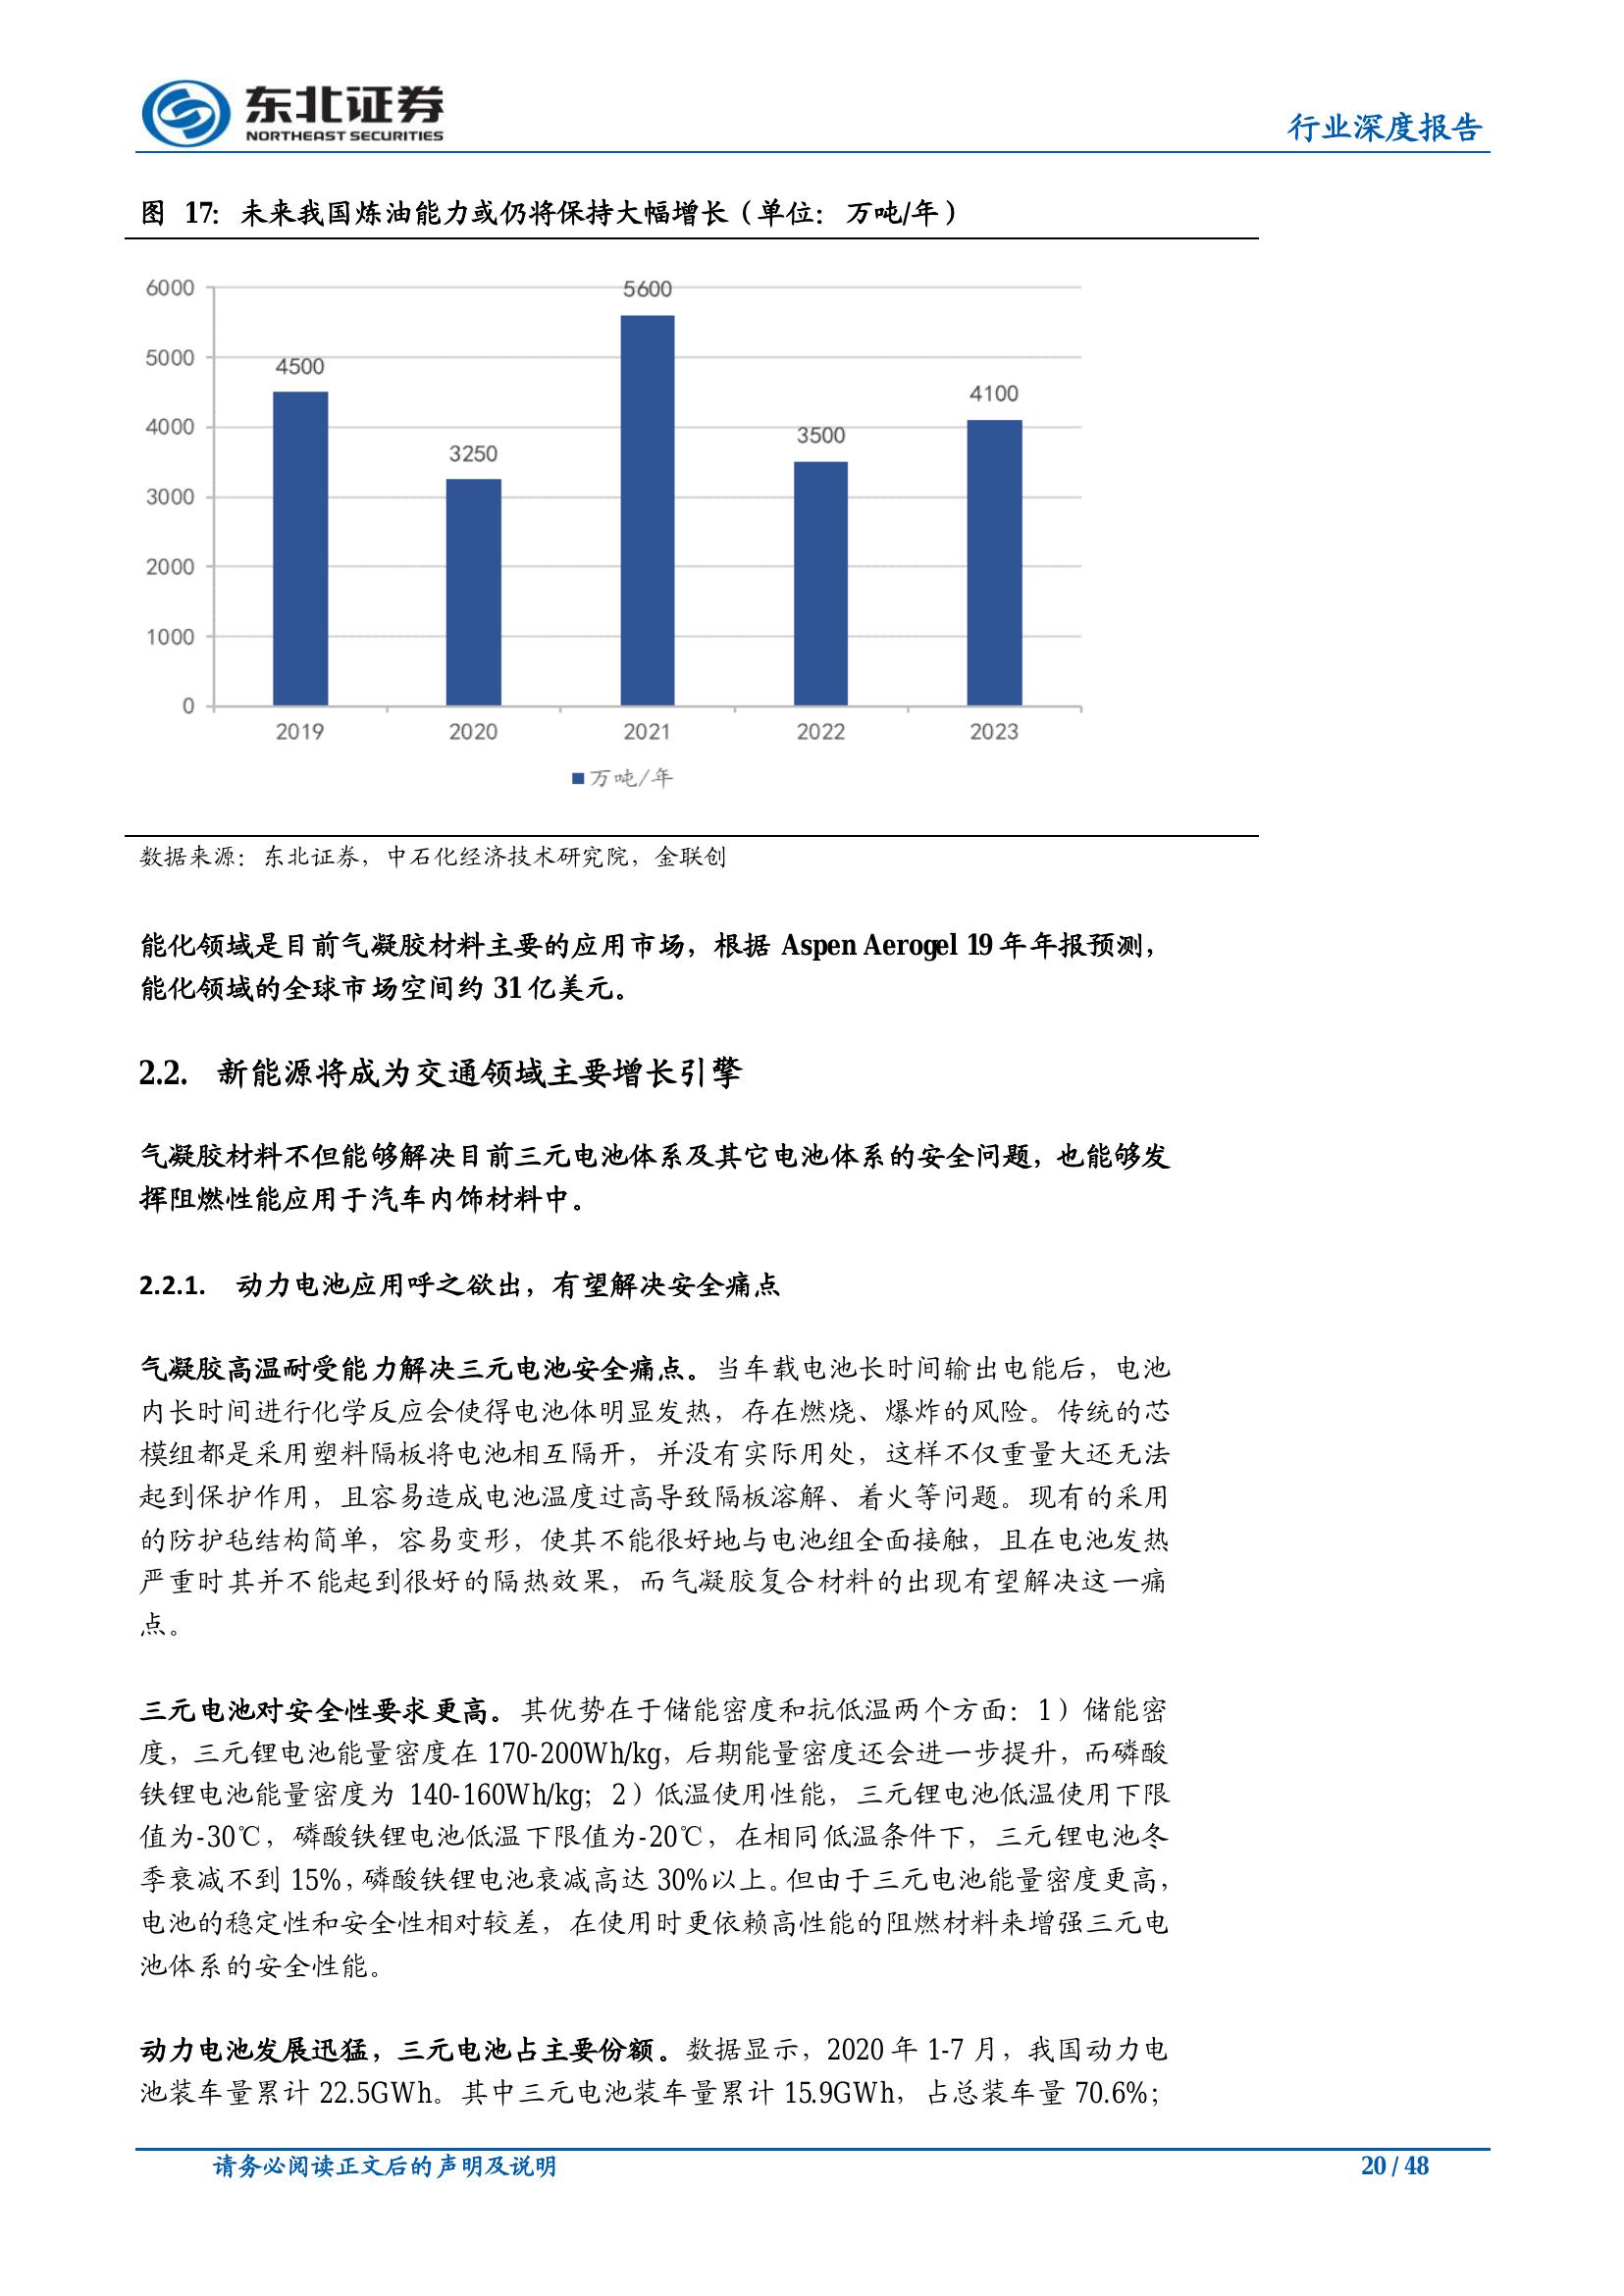 东北证券
NORTHEAST SECURITIES
行业深度报告
图 17：未来我国炼油能力或仍将保持大幅增长（单位：万吨/年）
6000
5000
4000
3000
2000
1000
0
4500
3250
5600
3500
4100
2019
2020
2021
2022
2023
万吨/年
数据来源：东北证券，中石化经济技术研究院，金联创
能化领域是目前气凝胶材料主要的应用市场，根据 Aspen Aerogel 19 年年报预测，
能化领域的全球市场空间约 31 亿美元。
2.2. 新能源将成为交通领域主要增长引擎
气凝胶材料不但能够解决目前三元电池体系及其它电池体系的安全问题，也能够发
挥阻燃性能应用于汽车内饰材料中。
2.2.1. 动力电池应用呼之欲出，有望解决安全痛点
气凝胶高温耐受能力解决三元电池安全痛点。当车载电池长时间输出电能后，电池
内长时间进行化学反应会使得电池体明显发热，存在燃烧、爆炸的风险。传统的芯
模组都是采用塑料隔板将电池相互隔开，并没有实际用处，这样不仅重量大还无法
起到保护作用，且容易造成电池温度过高导致隔板溶解、着火等问题。现有的采用
的防护毡结构简单，容易变形，使其不能很好地与电池组全面接触，且在电池发热
严重时其并不能起到很好的隔热效果，而气凝胶复合材料的出现有望解决这一痛
点。
三元电池对安全性要求更高。其优势在于储能密度和抗低温两个方面：1）储能密
度，三元锂电池能量密度在 170-200Wh/kg，后期能量密度还会进一步提升，而磷酸
铁锂电池能量密度为 140-160Wh/kg；2）低温使用性能，三元锂电池低温使用下限
值为-30℃，磷酸铁锂电池低温下限值为-20℃，在相同低温条件下，三元锂电池冬
季衰减不到 15%，磷酸铁锂电池衰减高达 30%以上。但由于三元电池能量密度更高，
电池的稳定性和安全性相对较差，在使用时更依赖高性能的阻燃材料来增强三元电
池体系的安全性能。
动力电池发展迅猛，三元电池占主要份额。数据显示，2020 年 1-7 月，我国动力电
池装车量累计 22.5GWh。其中三元电池装车量累计 15.9GWh，占总装车量 70.6%；
请务必阅读正文后的声明及说明
20 / 48